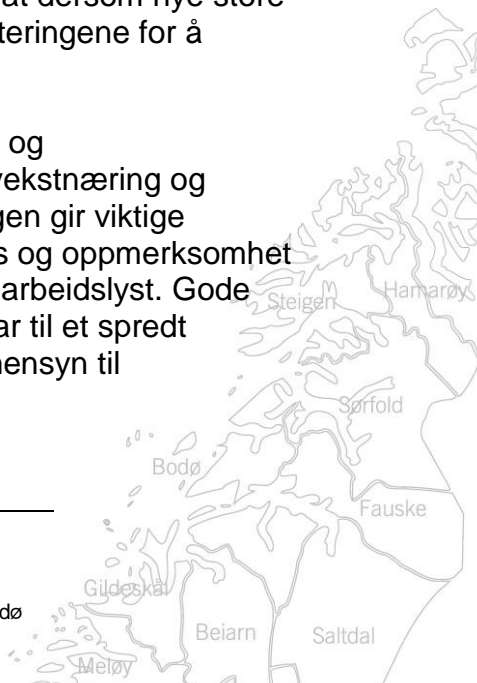 at dersom nye store
teringene for å
og
vekstnæring og
gen gir viktige
s og oppmerksomhet
arbeidslyst. Gode
ar til et spredt
hensyn til
Steigen
Hamarøy
Sørfold
Bodø
Fauske
Gildeskål
dø
Beiarn
Saltdal
Meløy